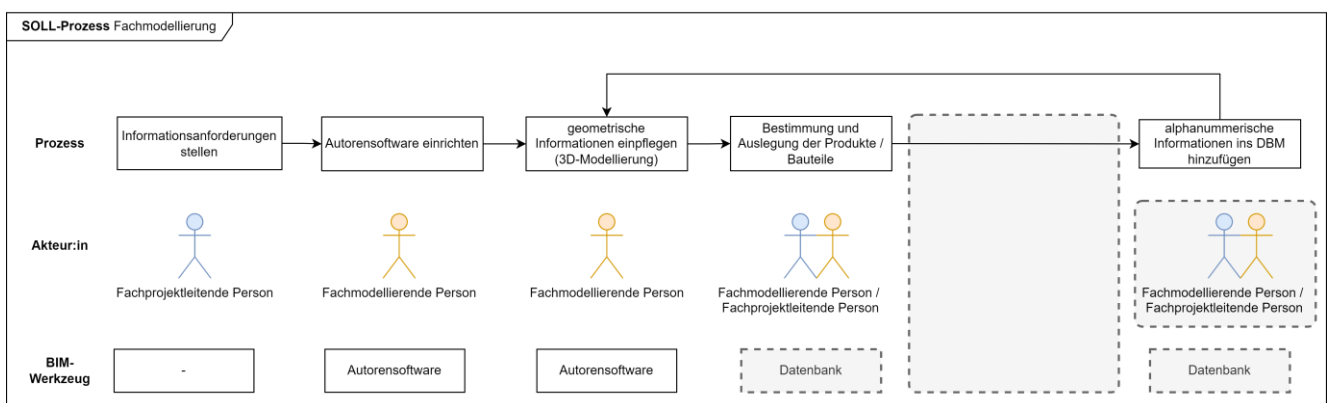 SOLL-Prozess Fachmodellierung
Prozess
Informationsanforderungen
stellen
Autorensoftware einrichten
geometrische
Informationen einpflegen
(3D-Modellierung)
Bestimmung und
Auslegung der Produkte /
Bauteile
alphanummerische
Informationen ins DBM
hinzufügen
Akteur:in
Fachprojektleitende Person
Fachmodellierende Person
Fachmodellierende Person
Fachmodellierende Person /
Fachprojektleitende Person
Fachmodellierende Person /
Fachprojektleitende Person
BIM-
Werkzeug
-
Autorensoftware
Autorensoftware
Datenbank
Datenbank